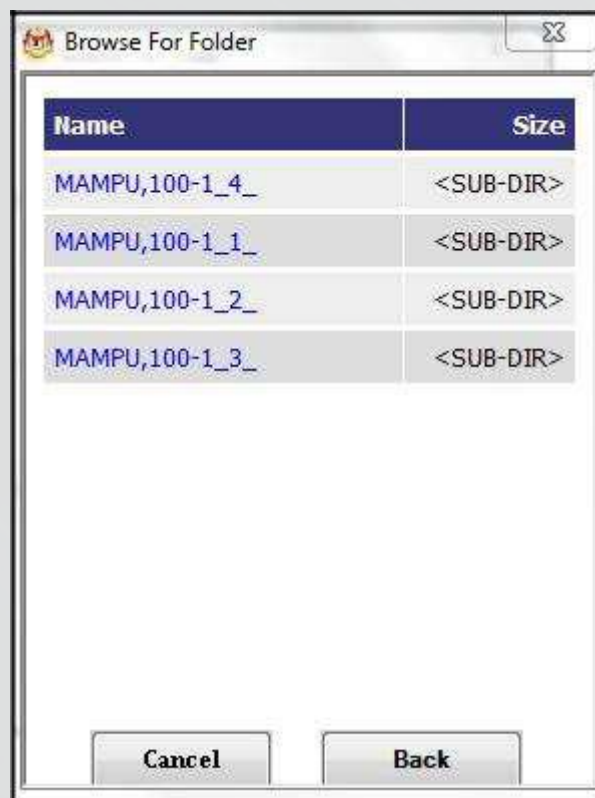 Browse For Folder
Name Size
MAMPU,100-1_4_ <SUB-DIR>
MAMPU,100-1_1_ <SUB-DIR>
MAMPU,100-1_2_ <SUB-DIR>
MAMPU,100-1_3_ <SUB-DIR>
Cancel Back